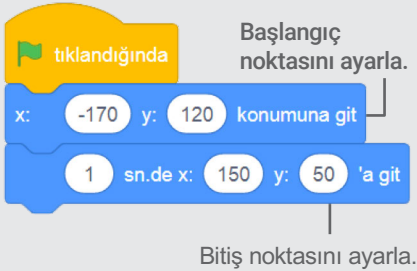 Başlangıç
noktasını ayarla.
tıklandığında
x: -170 y: 120 konumuna git
1 sn.de x: 150 y: 50 'a git
Bitiş noktasını ayarla.